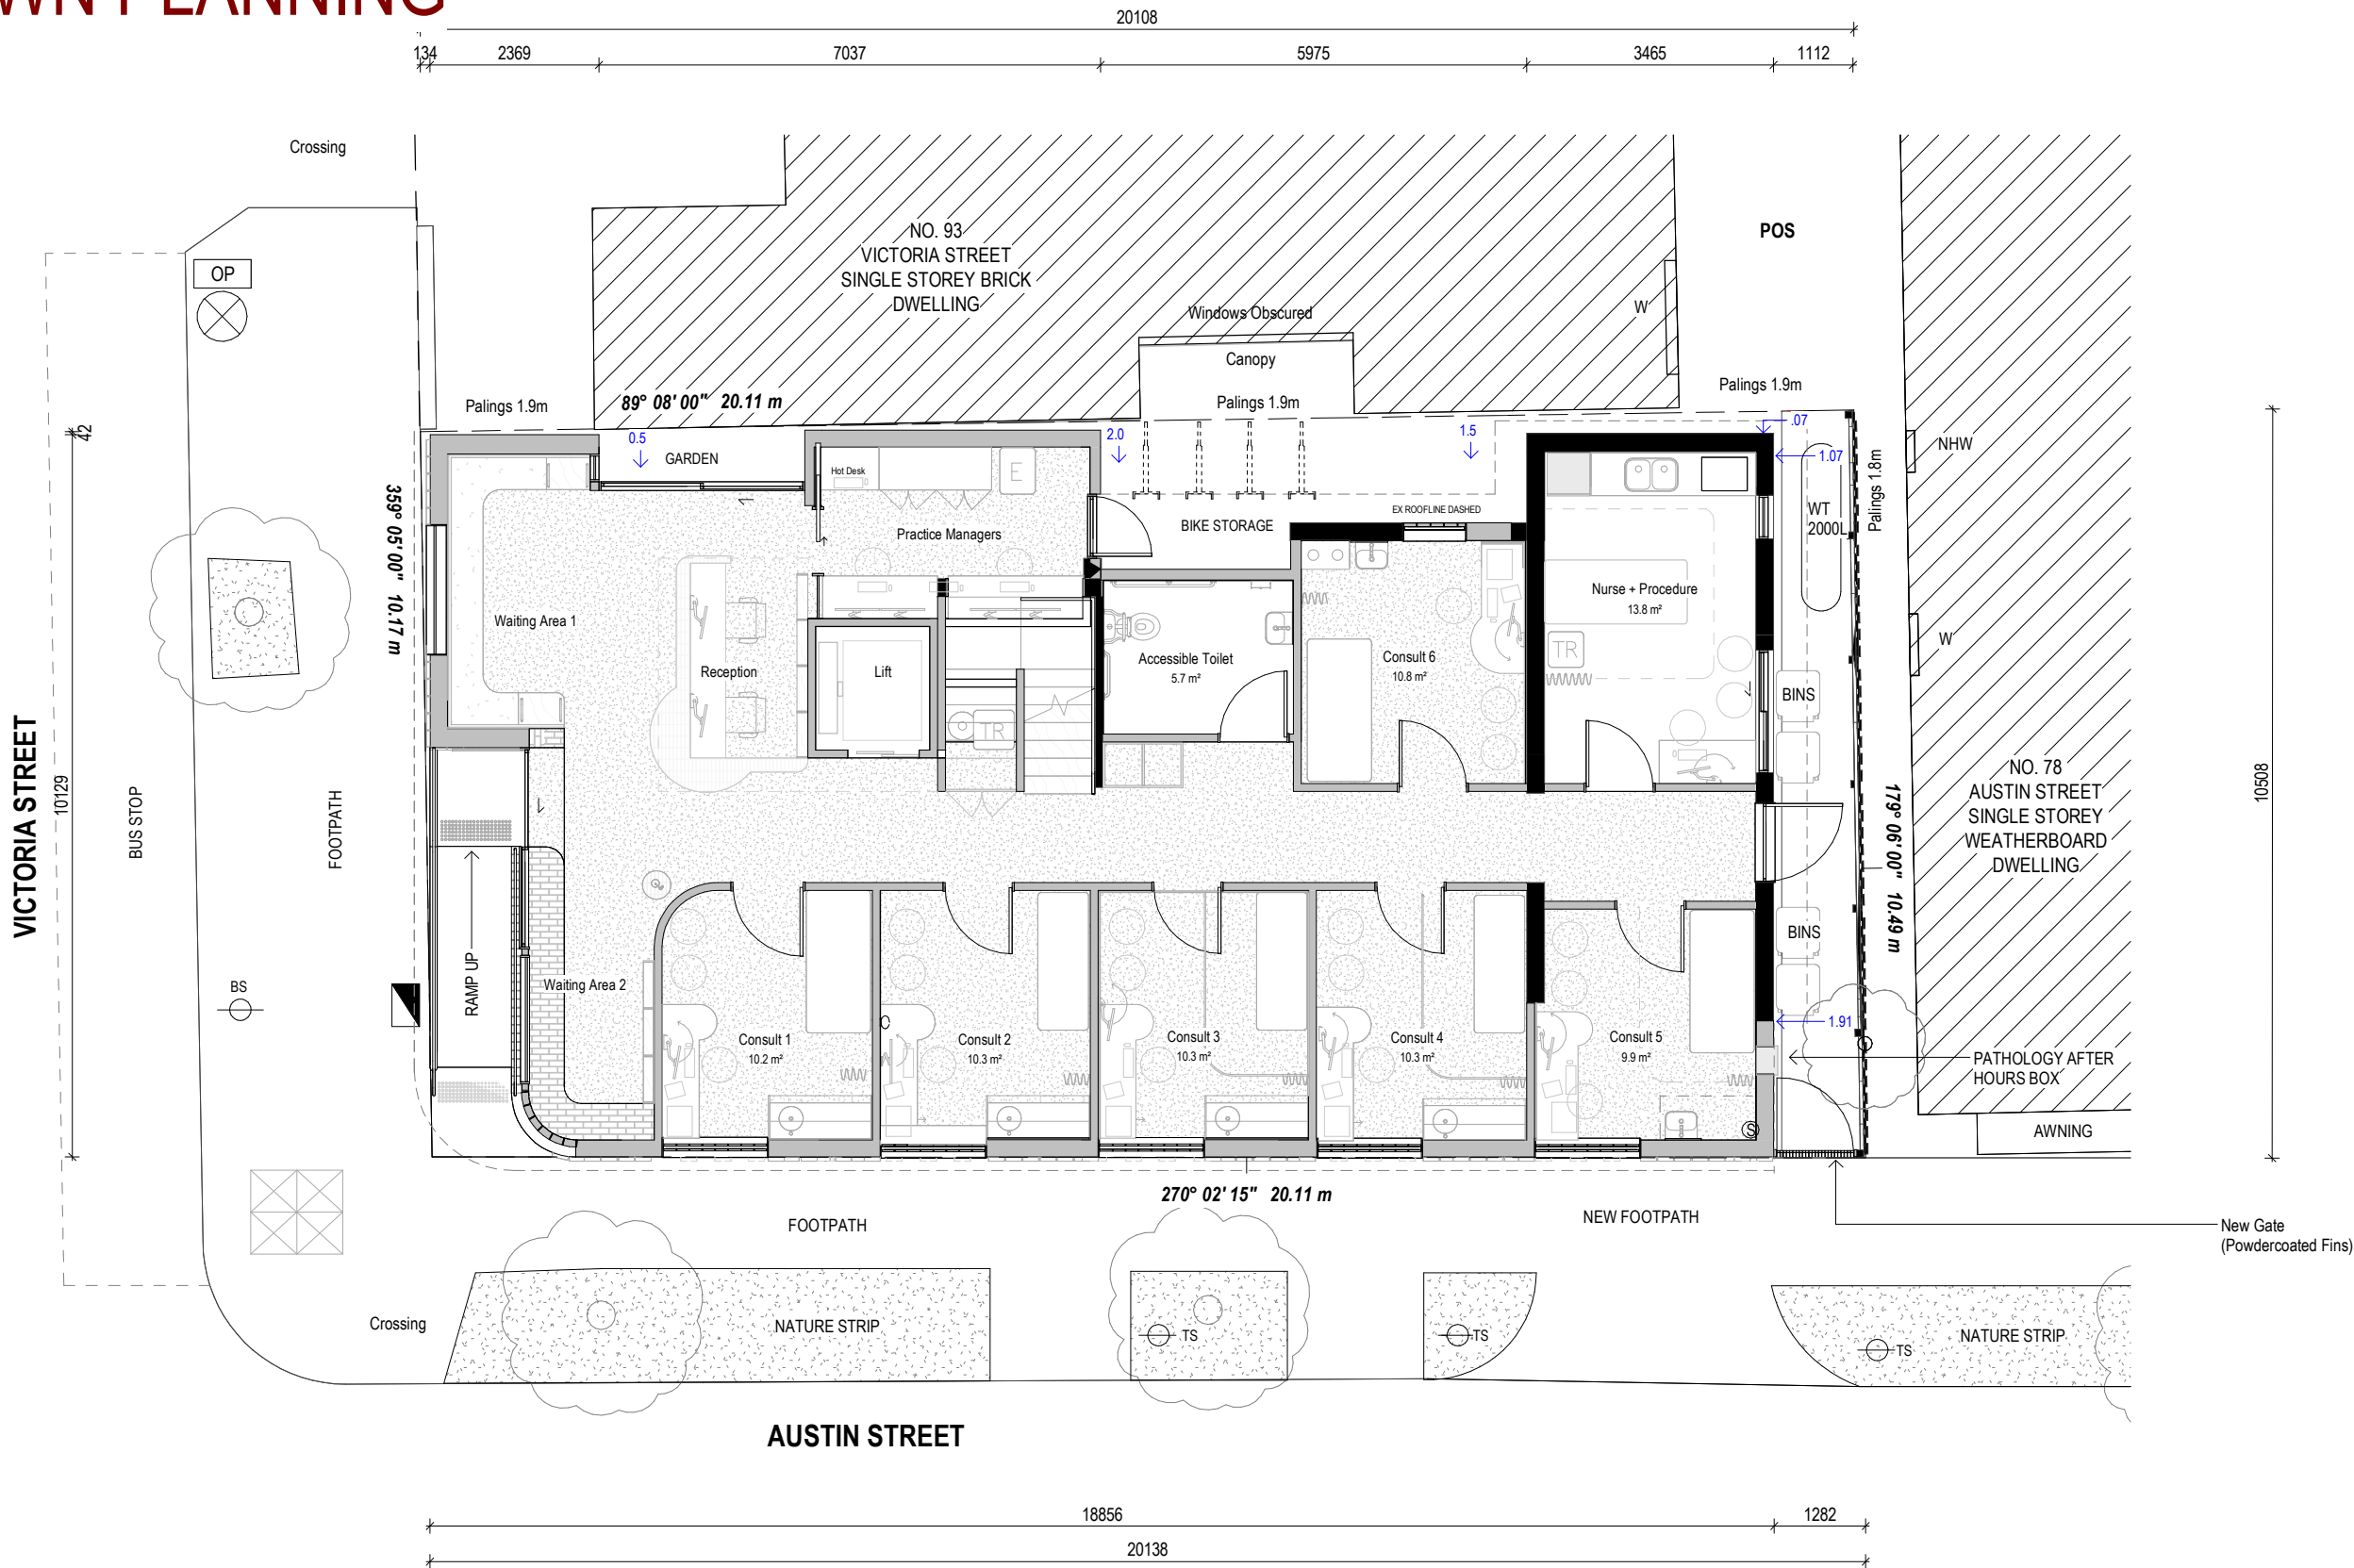 WN PLANNING
20108
134
2369
7037
5975
3465
1112
Crossing
OP
NO. 93
VICTORIA STREET
SINGLE STOREY BRICK
DWELLING
Windows Obscured
Canopy
W
POS
Palings 1.9m
89° 08' 00" 20.11 m
Palings 1.9m
Palings 1.9m
42
0.5
GARDEN
2.0
1.5
.07
1.07
NHW
Palings 1.8m
Hot Desk
E
Practice Managers
BIKE STORAGE
EX ROOFLINE DASHED
WT
2000L
359° 05' 00" 10.17 m
Waiting Area 1
Reception
Lift
TR
Accessible Toilet
5.7 m²
Consult 6
10.8 m²
Nurse + Procedure
13.8 m²
TR
W
BINS
VICTORIA STREET
10129
BUS STOP
FOOTPATH
NO. 78
AUSTIN STREET
SINGLE STOREY
WEATHERBOARD
DWELLING
10508
179° 06' 00" 10.49 m
BINS
BS
RAMP UP
Waiting Area 2
Consult 1
10.2 m²
Consult 2
10.3 m²
Consult 3
10.3 m²
Consult 4
10.3 m²
Consult 5
9.9 m²
1.91
PATHOLOGY AFTER
HOURS BOX
S
AWNING
270° 02' 15" 20.11 m
FOOTPATH
NEW FOOTPATH
New Gate
(Powdercoated Fins)
Crossing
NATURE STRIP
TS
TS
TS
NATURE STRIP
AUSTIN STREET
18856
1282
20138